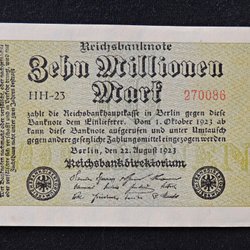 Reichsbanknote
Zehn Millionen
Mark
HH-23
270086
zahlt die Reichsbankhauptkasse in Berlin gegen diese
Banknote dem Einlieferer. Vom 1. Oktober 1923 ab
kann diese Banknote aufgerufen und unter Umtausch
gegen andere gesetzliche Zahlungsmittel eingezogen werden
Berlin, den 22. August 1923
Reichsbankdirektorium